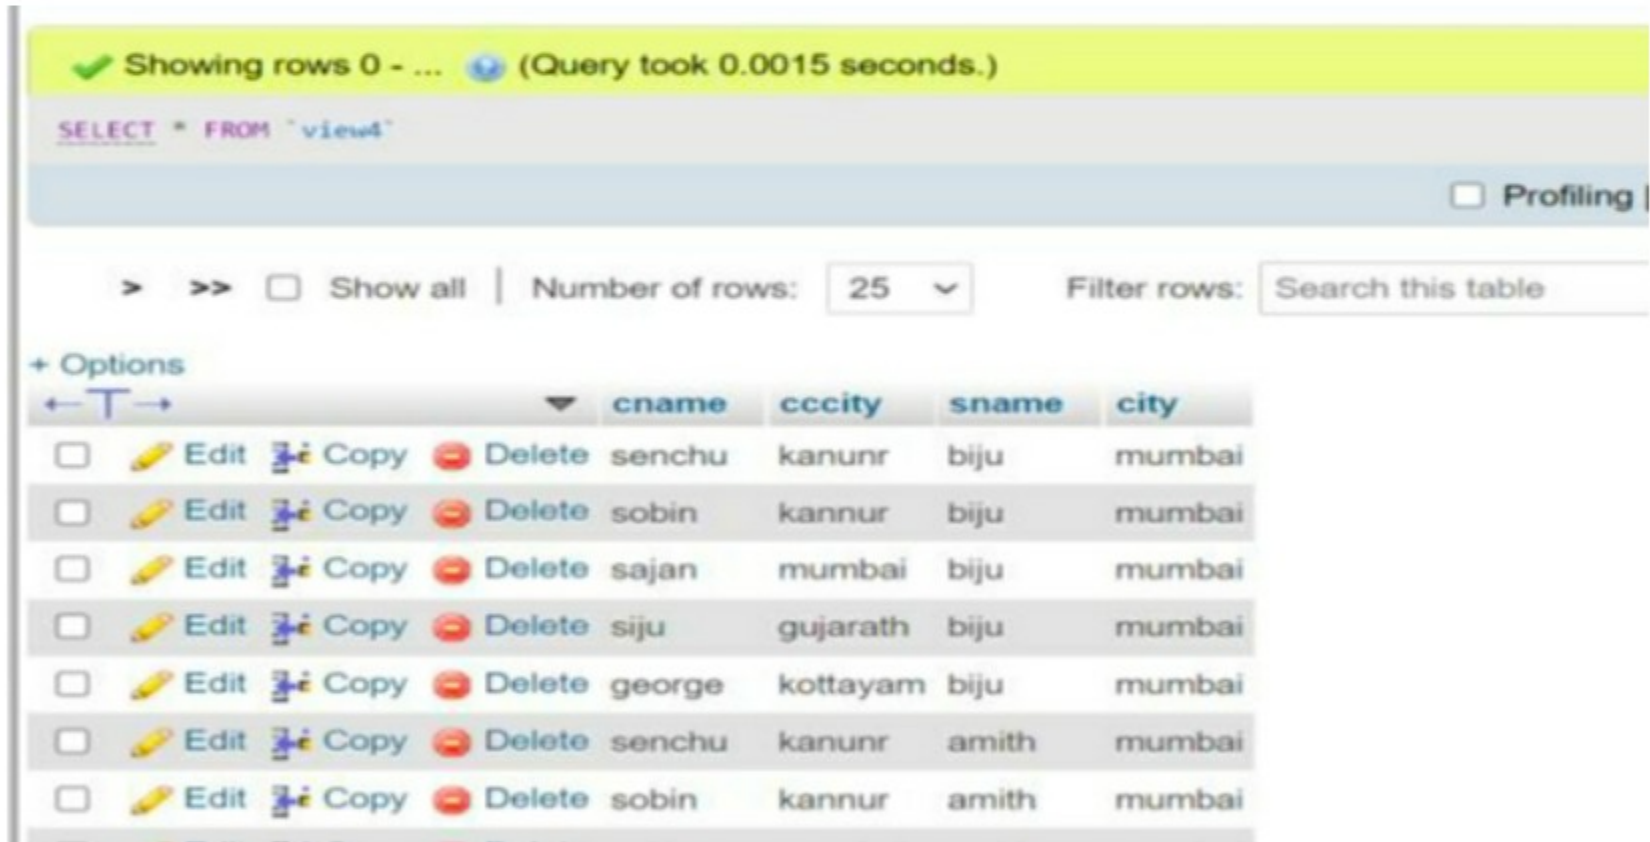 Showing rows 0 - ... (Query took 0.0015 seconds.)
SELECT * FROM `view4`
Profiling
> >> Show all | Number of rows: 25 Filter rows: Search this table
+ Options
←T→ cname cccity sname city
Edit Copy Delete senchu kanunr biju mumbai
Edit Copy Delete sobin kannur biju mumbai
Edit Copy Delete sajan mumbai biju mumbai
Edit Copy Delete siju gujarath biju mumbai
Edit Copy Delete george kottayam biju mumbai
Edit Copy Delete senchu kanunr amith mumbai
Edit Copy Delete sobin kannur amith mumbai